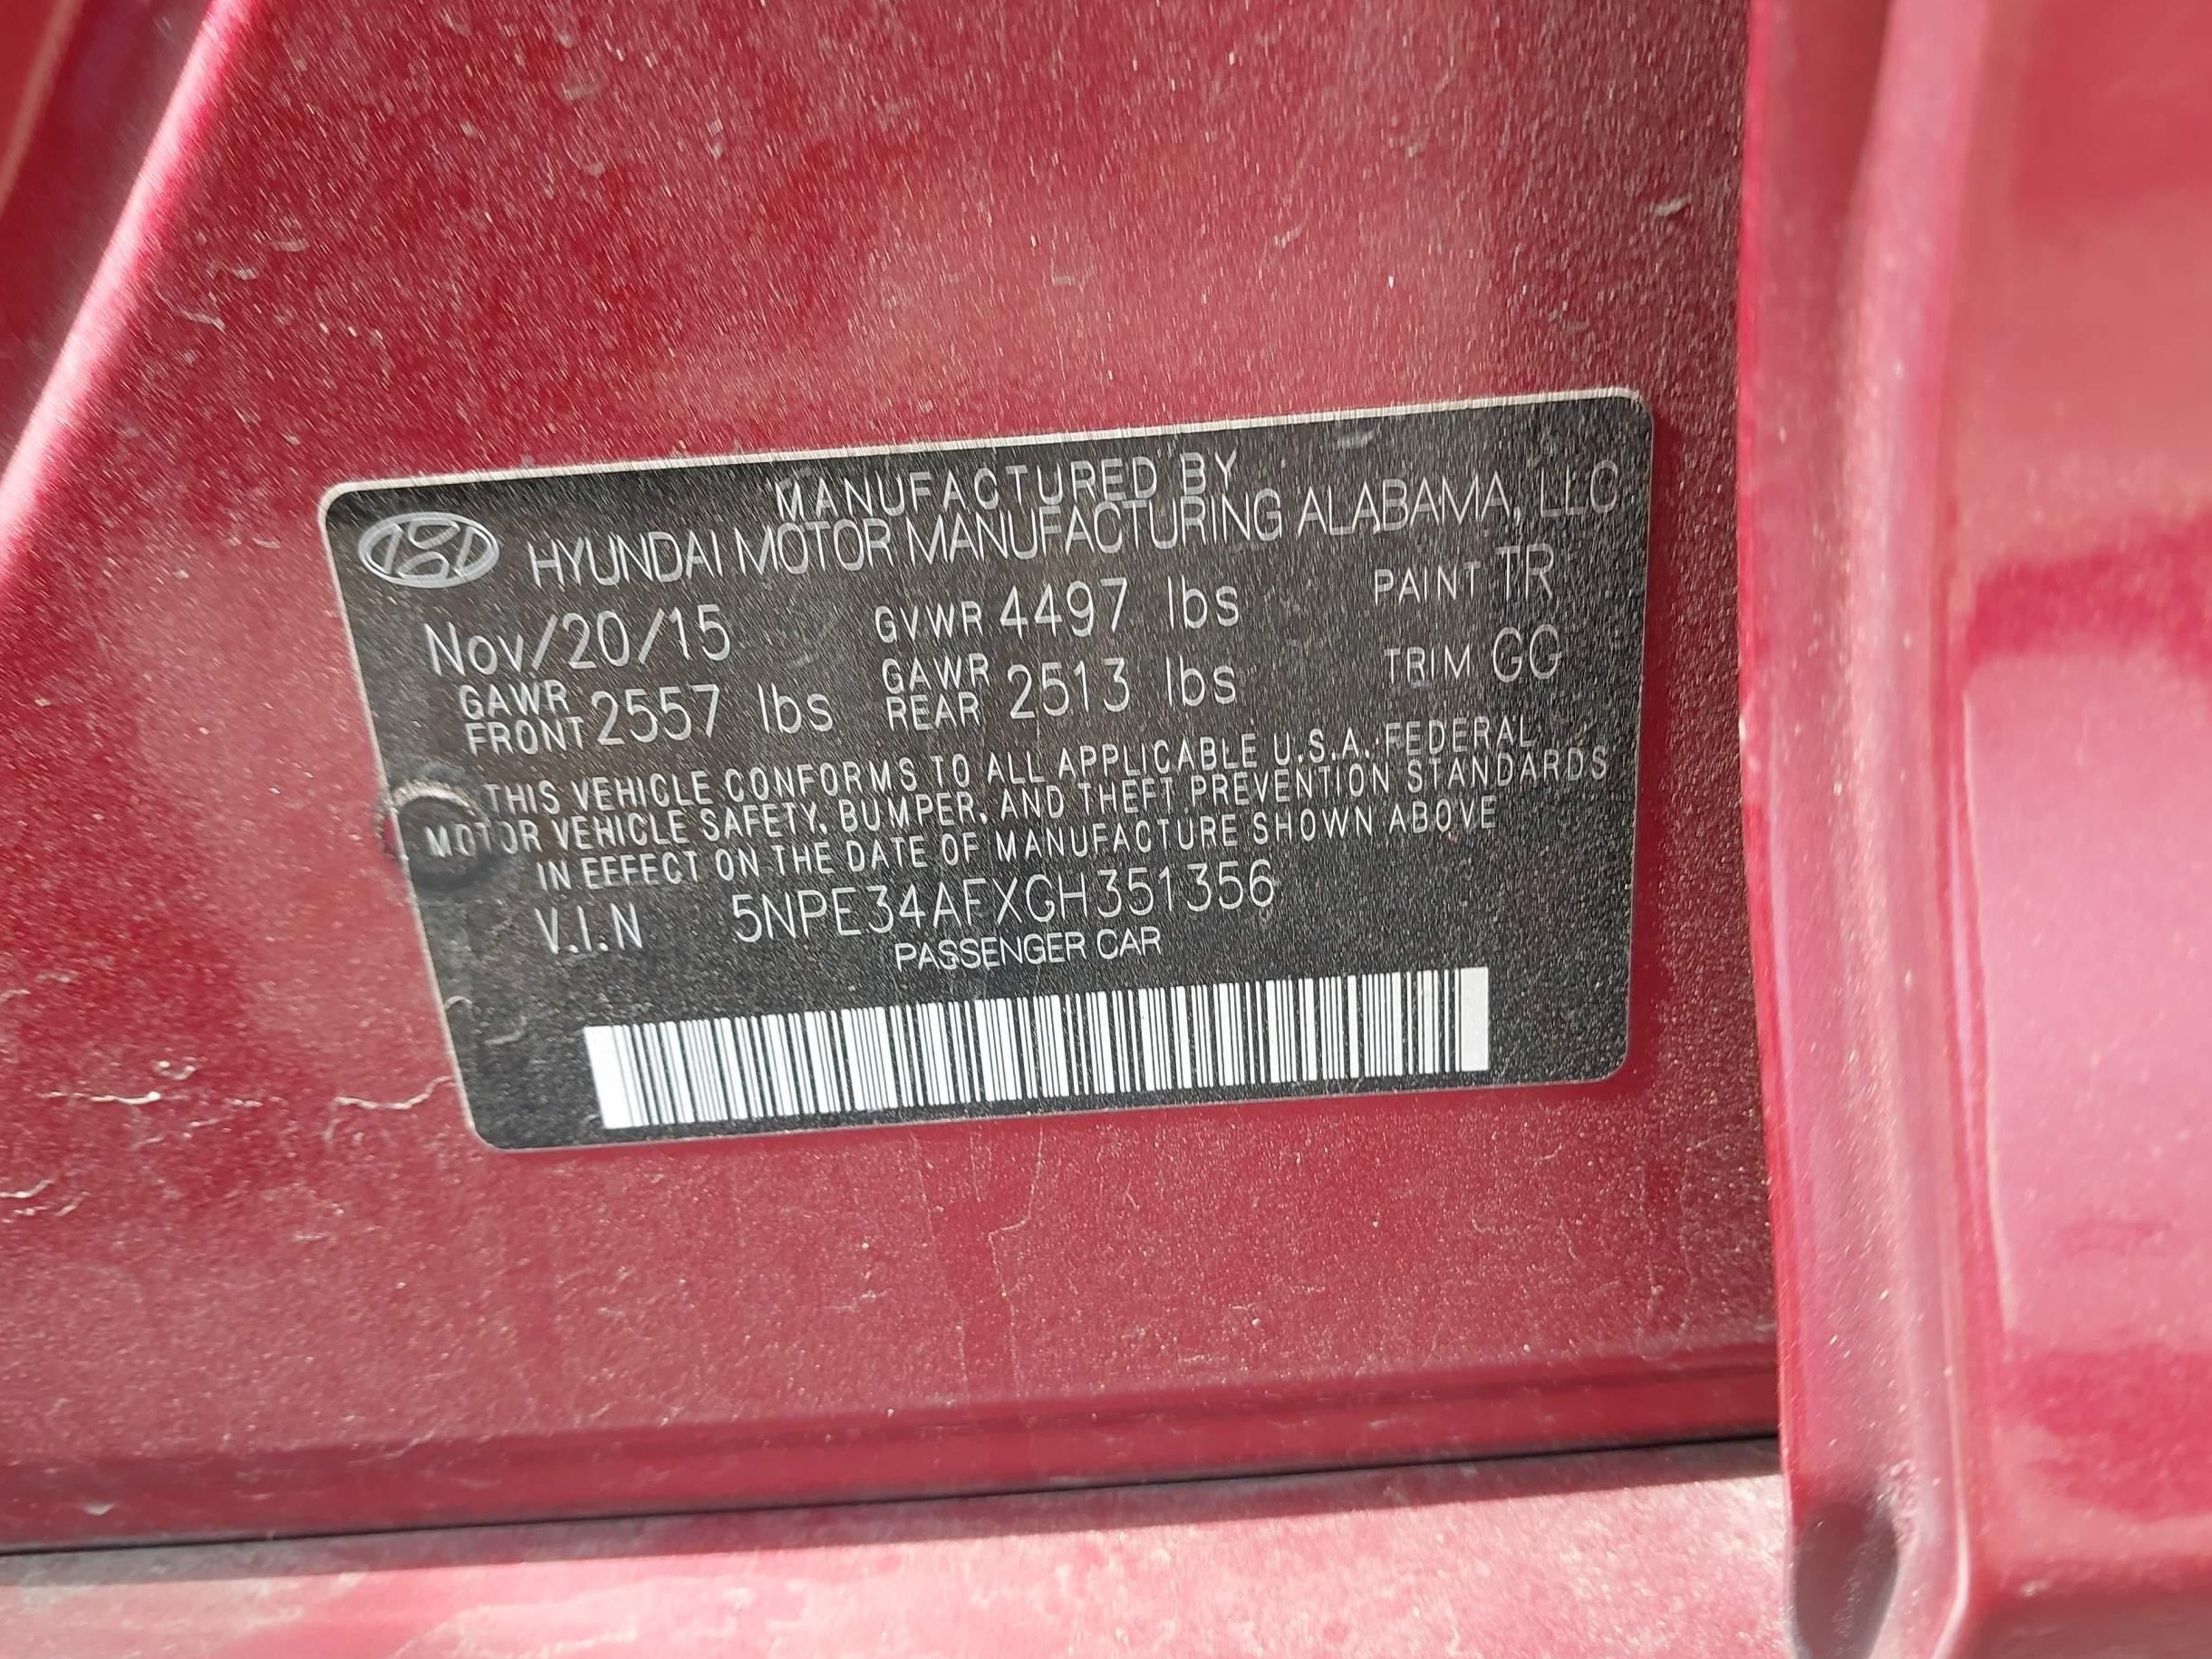 MANUFACTURED BY
HYUNDAI MOTOR MANUFACTURING ALABAMA, LLC
Nov/20/15 GVWR 4497 lbs PAINT TR
GAWR FRONT 2557 lbs GAWR REAR 2513 lbs TRIM GG
THIS VEHICLE CONFORMS TO ALL APPLICABLE U.S.A. FEDERAL
MOTOR VEHICLE SAFETY, BUMPER, AND THEFT PREVENTION STANDARDS
IN EEFECT ON THE DATE OF MANUFACTURE SHOWN ABOVE
V.I.N 5NPE34AFXGH351356
PASSENGER CAR